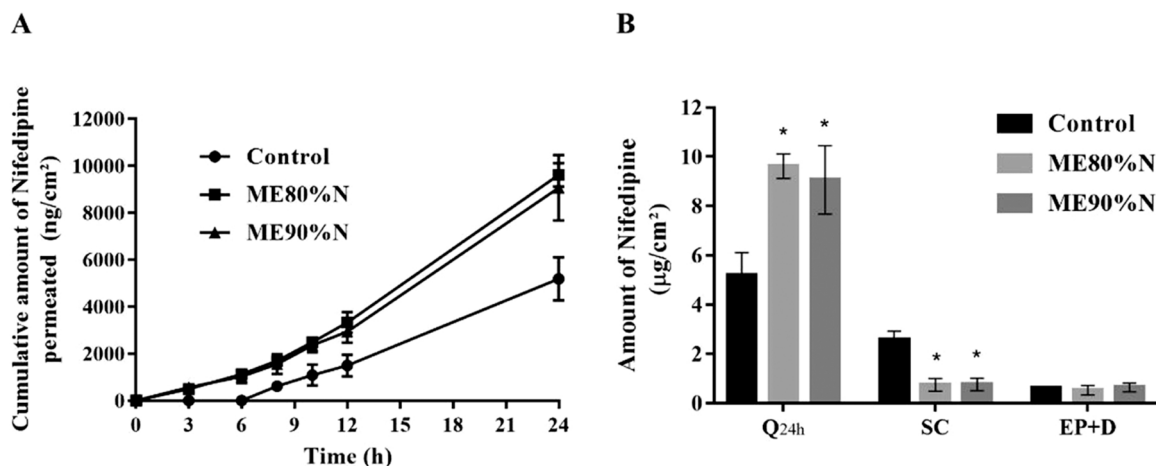 A
Cumulative amount of Nifedipine
permeated (ng/cm²)
12000
10000
8000
6000
4000
2000
0
Control
ME80%N
ME90%N
0 3 6 9 12 15 18 21 24
Time (h)
B
Amount of Nifedipine
(μg/cm²)
12
10
8
6
4
2
0
* *
* *
Control
ME80%N
ME90%N
Q24h SC EP+D